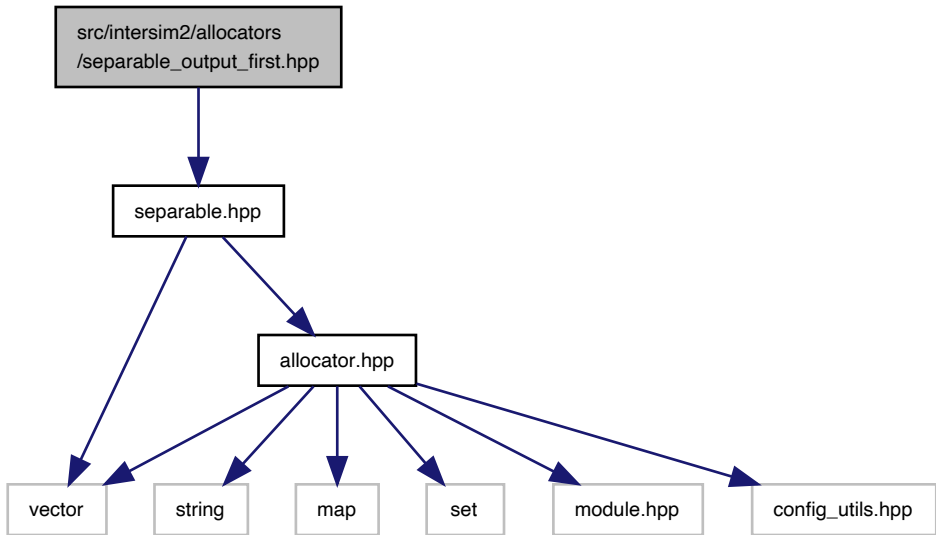 src/intersim2/allocators
/separable_output_first.hpp
separable.hpp
allocator.hpp
vector
string
map
set
module.hpp
config_utils.hpp